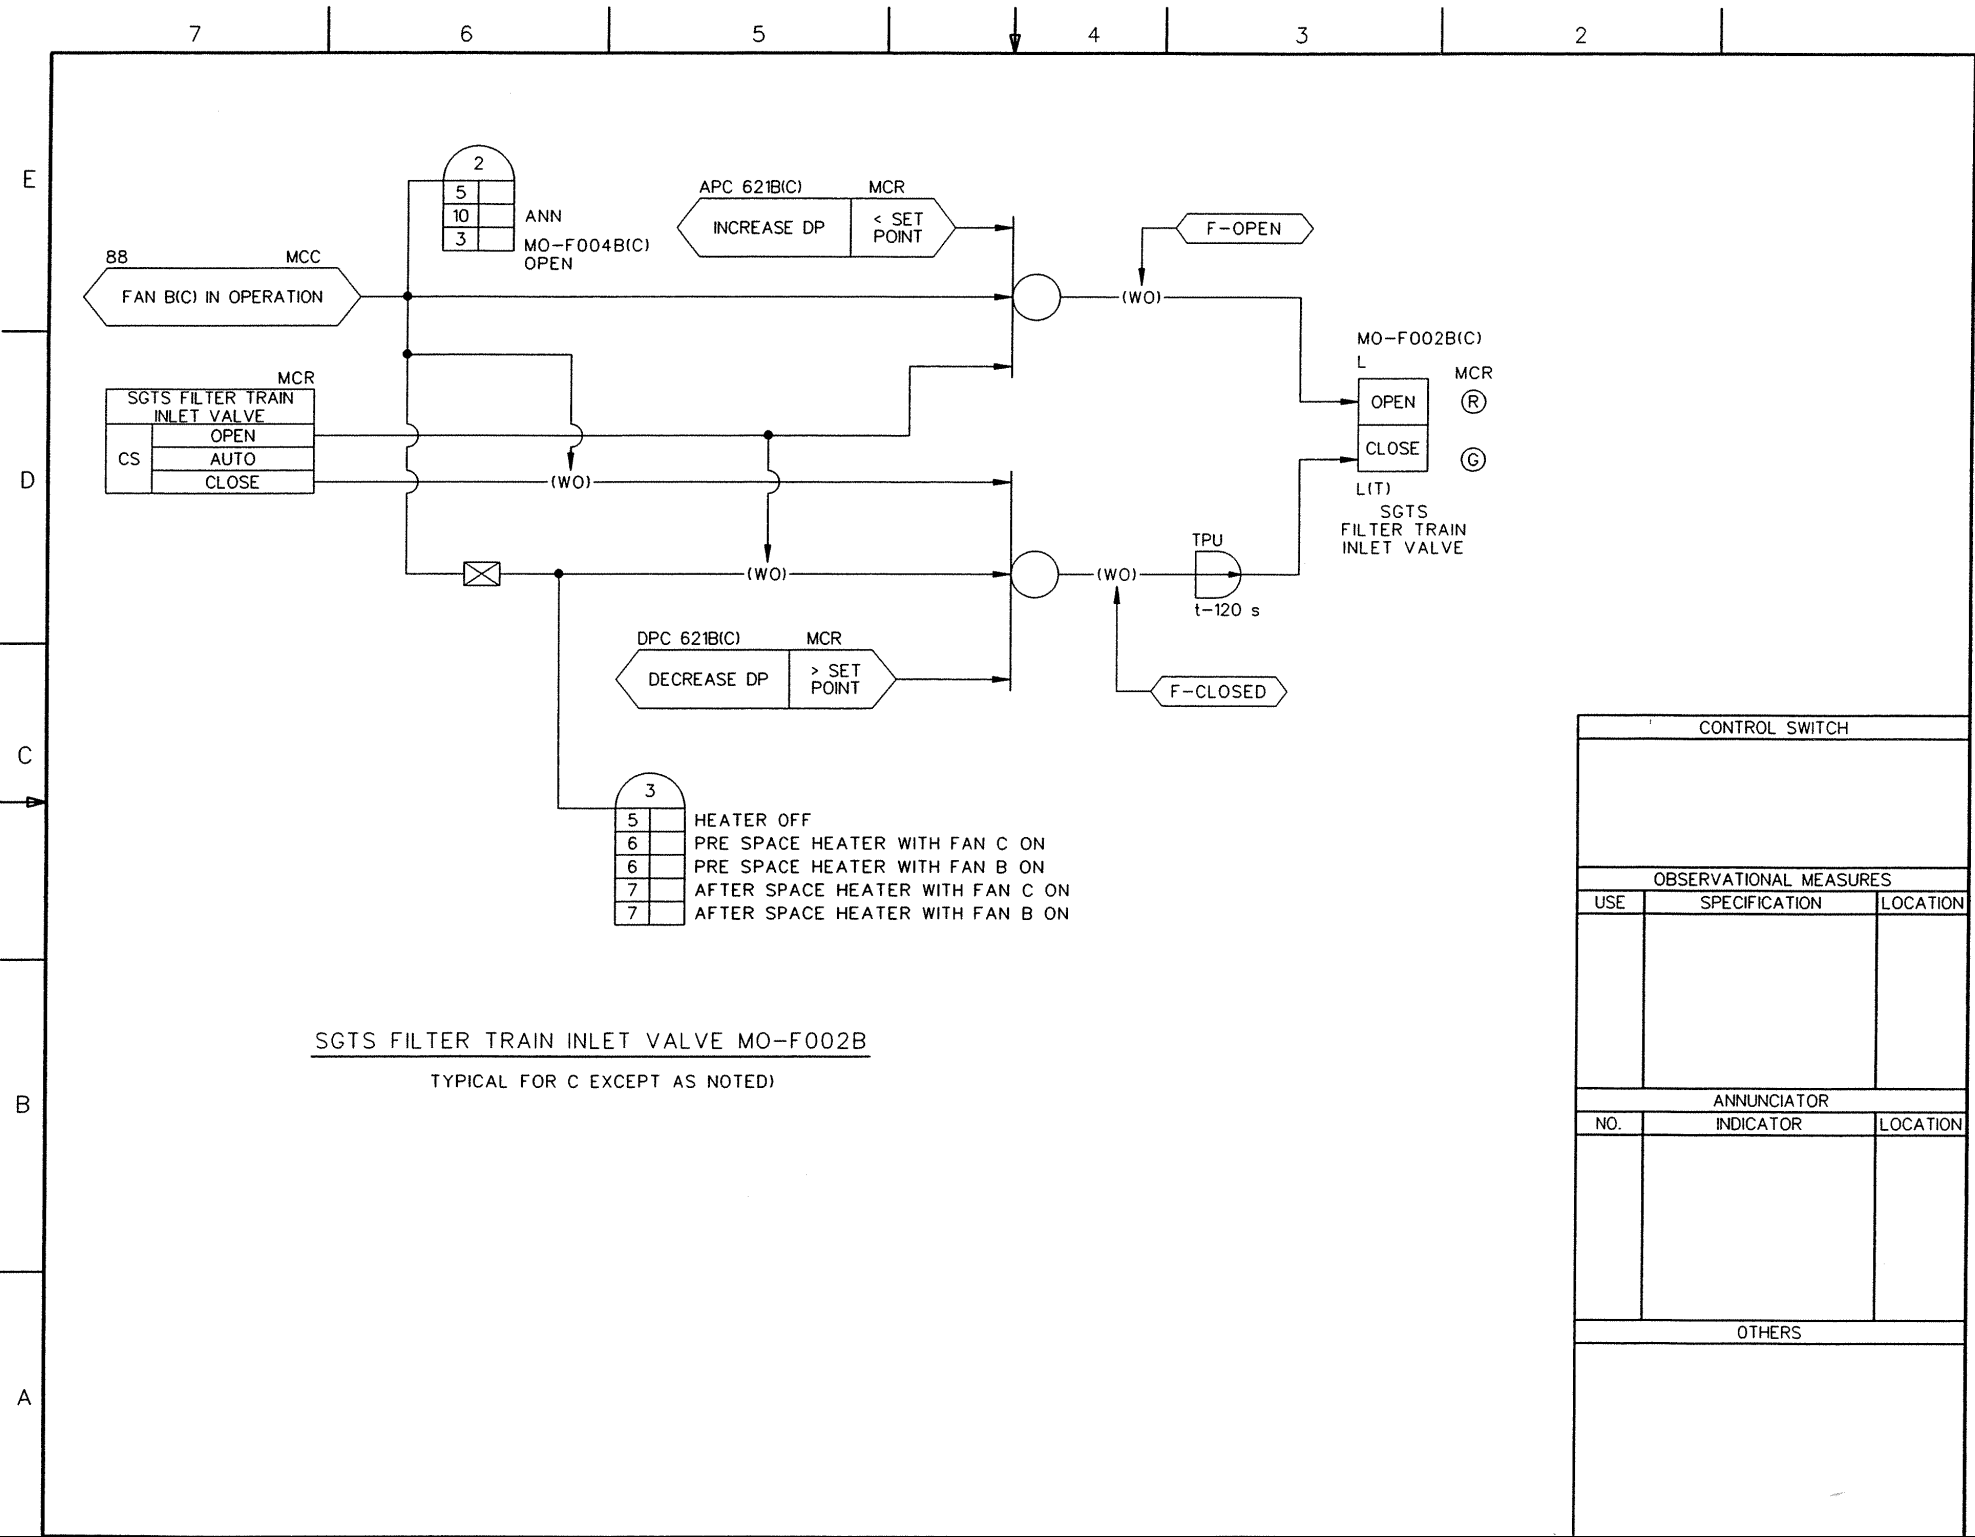 7 6 5 4 3 2
E
D
C
B
A
2
5
10 ANN
3 MO-F004B(C)
OPEN
APC 621B(C) MCR
INCREASE DP < SET
POINT
F-OPEN
88 MCC
FAN B(C) IN OPERATION
(WO)
MO-F002B(C)
L
MCR
OPEN R
CLOSE G
L(T)
SGTS
FILTER TRAIN
INLET VALVE
MCR
SGTS FILTER TRAIN
INLET VALVE
OPEN
CS AUTO
CLOSE
(WO)
(WO)
(WO)
TPU
t-120 s
DPC 621B(C) MCR
DECREASE DP > SET
POINT
F-CLOSED
3
5 HEATER OFF
6 PRE SPACE HEATER WITH FAN C ON
6 PRE SPACE HEATER WITH FAN B ON
7 AFTER SPACE HEATER WITH FAN C ON
7 AFTER SPACE HEATER WITH FAN B ON
SGTS FILTER TRAIN INLET VALVE MO-F002B
TYPICAL FOR C EXCEPT AS NOTED)
CONTROL SWITCH
OBSERVATIONAL MEASURES
USE SPECIFICATION LOCATION
ANNUNCIATOR
NO. INDICATOR LOCATION
OTHERS